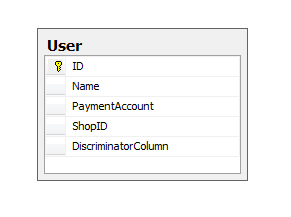 User
ID
Name
PaymentAccount
ShopID
DiscriminatorColumn